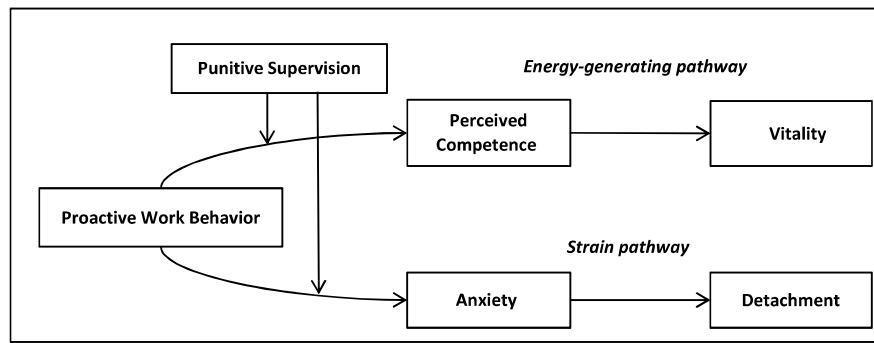 Punitive Supervision
Energy-generating pathway
Perceived
Competence
Vitality
Proactive Work Behavior
Strain pathway
Anxiety
Detachment